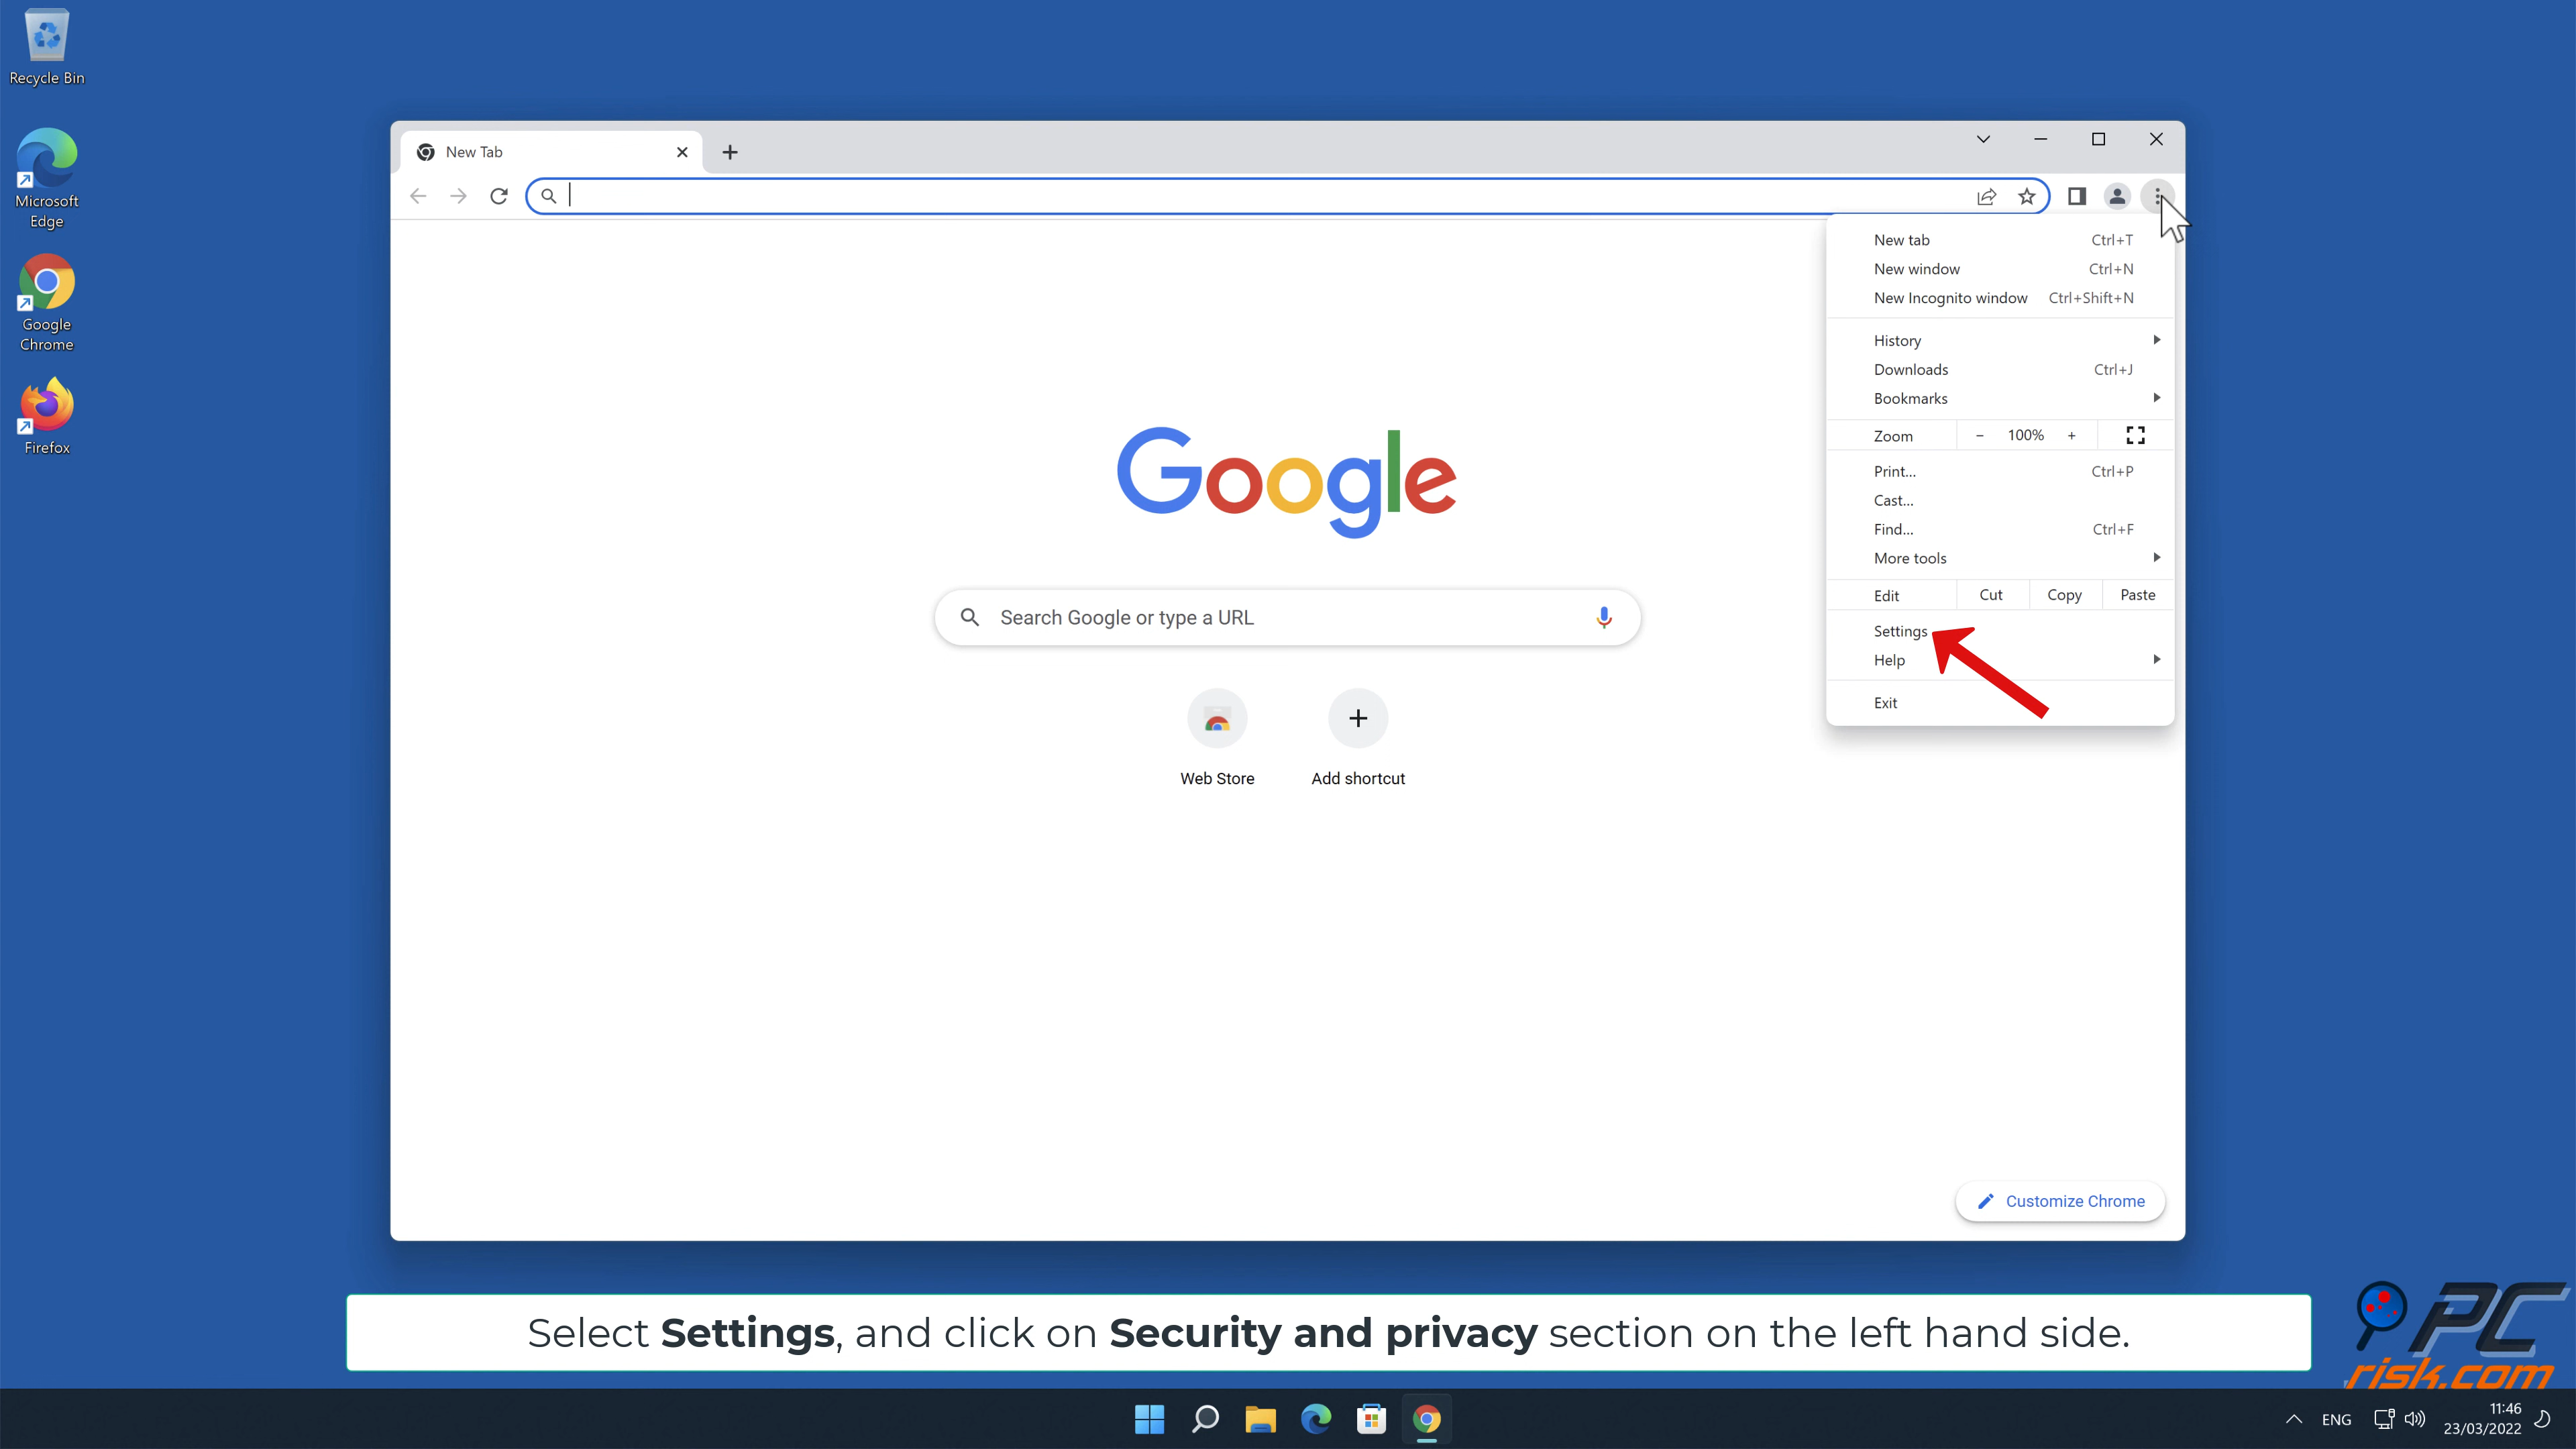 Recycle Bin
Microsoft
Edge
Google
Chrome
Firefox
New Tab
New tab Ctrl+T
New window Ctrl+N
New Incognito window Ctrl+Shift+N
History
Downloads Ctrl+J
Bookmarks
Zoom - 100% +
Print... Ctrl+P
Cast...
Find... Ctrl+F
More tools
Edit Cut Copy Paste
Settings
Help
Exit
Google
Search Google or type a URL
Web Store
Add shortcut
Customize Chrome
Select Settings, and click on Security and privacy section on the left hand side.
PC
risk.com
ENG
11:46
23/03/2022